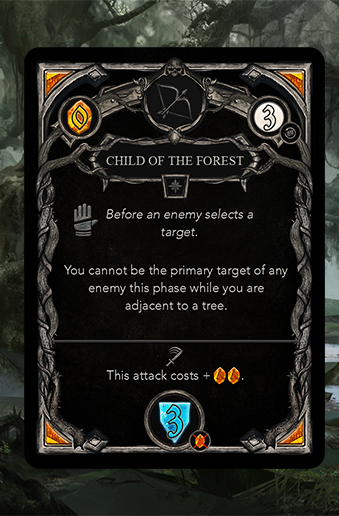 0
3
CHILD OF THE FOREST
Before an enemy selects a
target.
You cannot be the primary target of any
enemy this phase while you are
adjacent to a tree.
This attack costs + .
3